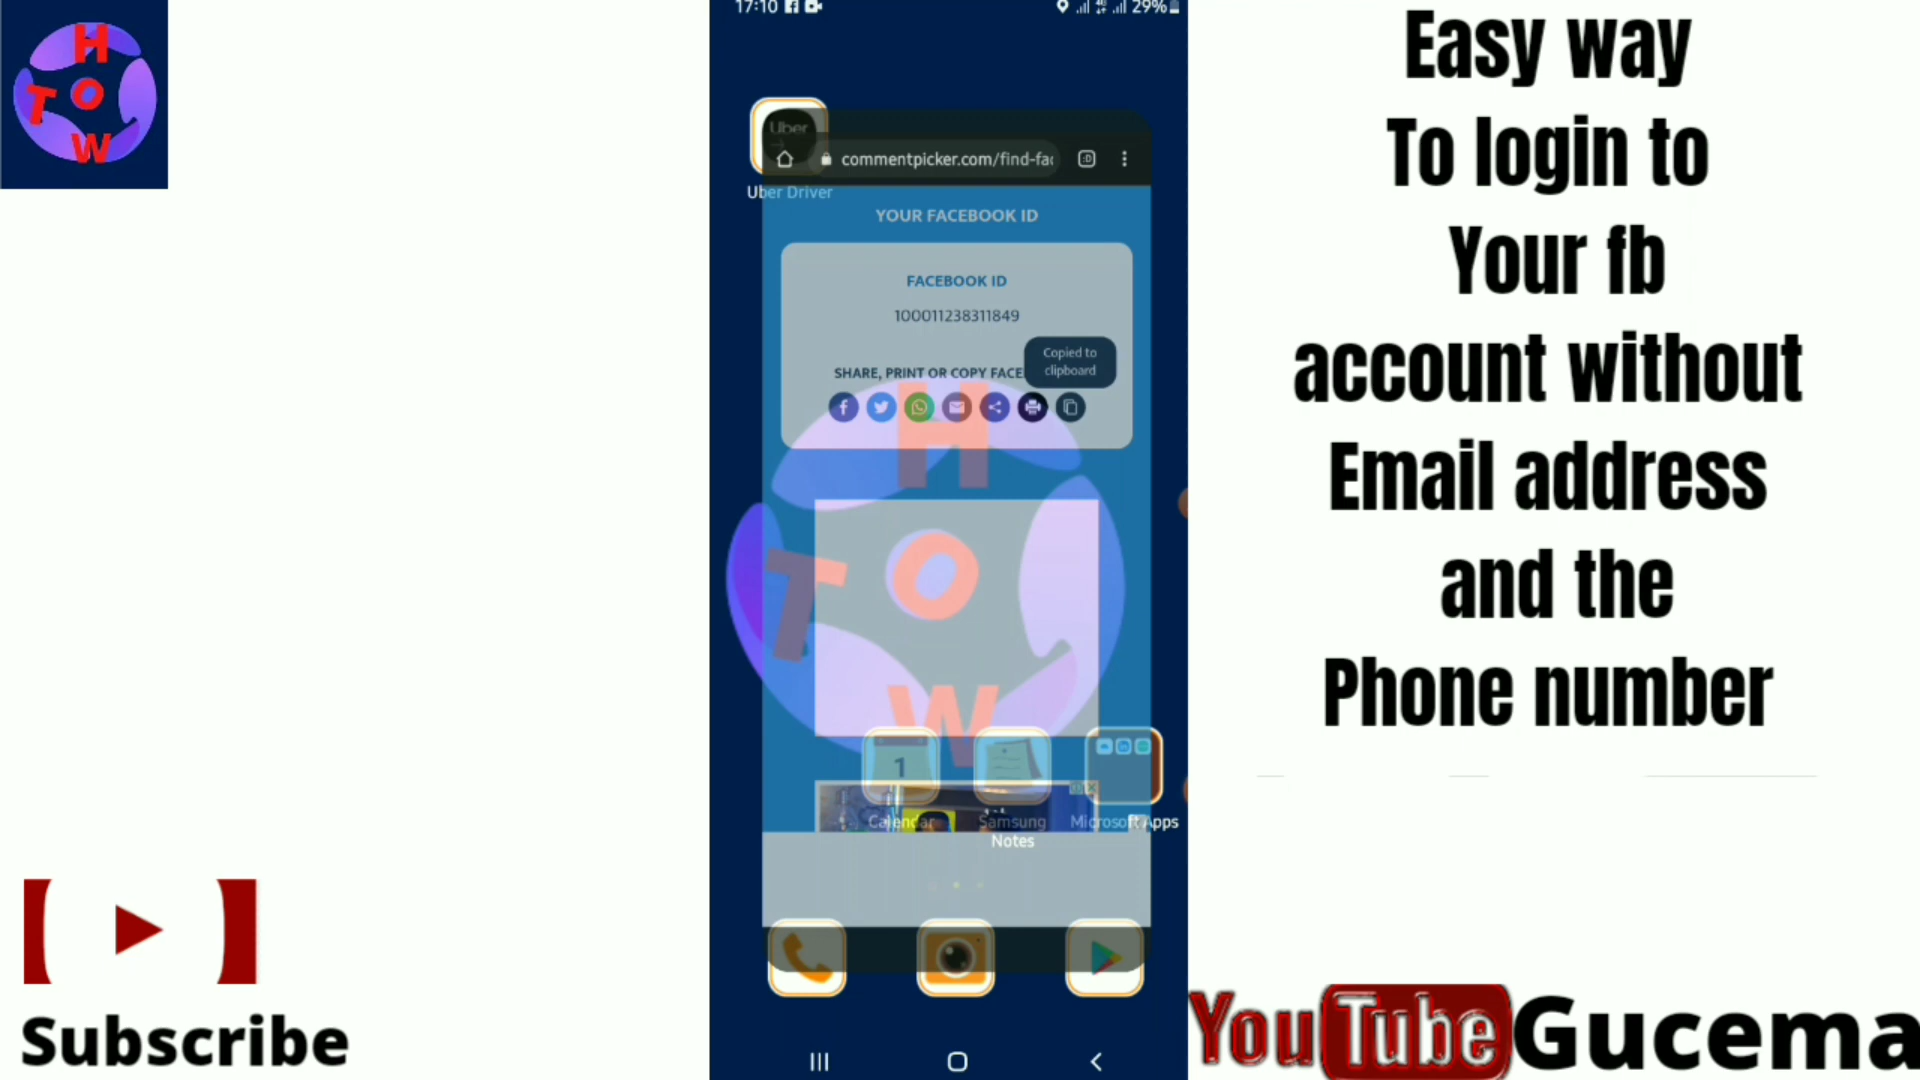 H
T O
W
17:10
29%
Uber
Uber Driver
commentpicker.com/find-fac
:D
YOUR FACEBOOK ID
FACEBOOK ID
100011238311849
Copied to
clipboard
SHARE, PRINT OR COPY FACE
H
T O
W
1
Calendar
Samsung
Notes
Microsoft Apps
Easy way
To login to
Your fb
account without
Email address
and the
Phone number
Subscribe
YouTube Gucema